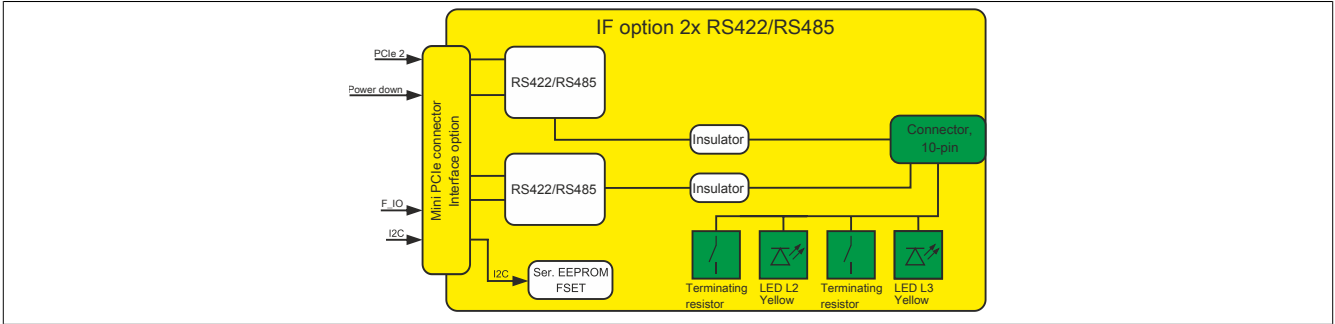 IF option 2x RS422/RS485
PCIe 2
Power down
F_IO
I2C
Mini PCIe connector
Interface option
RS422/RS485
Insulator
Connector,
10-pin
RS422/RS485
Insulator
I2C
Ser. EEPROM
FSET
Terminating
resistor
LED L2
Yellow
Terminating
resistor
LED L3
Yellow